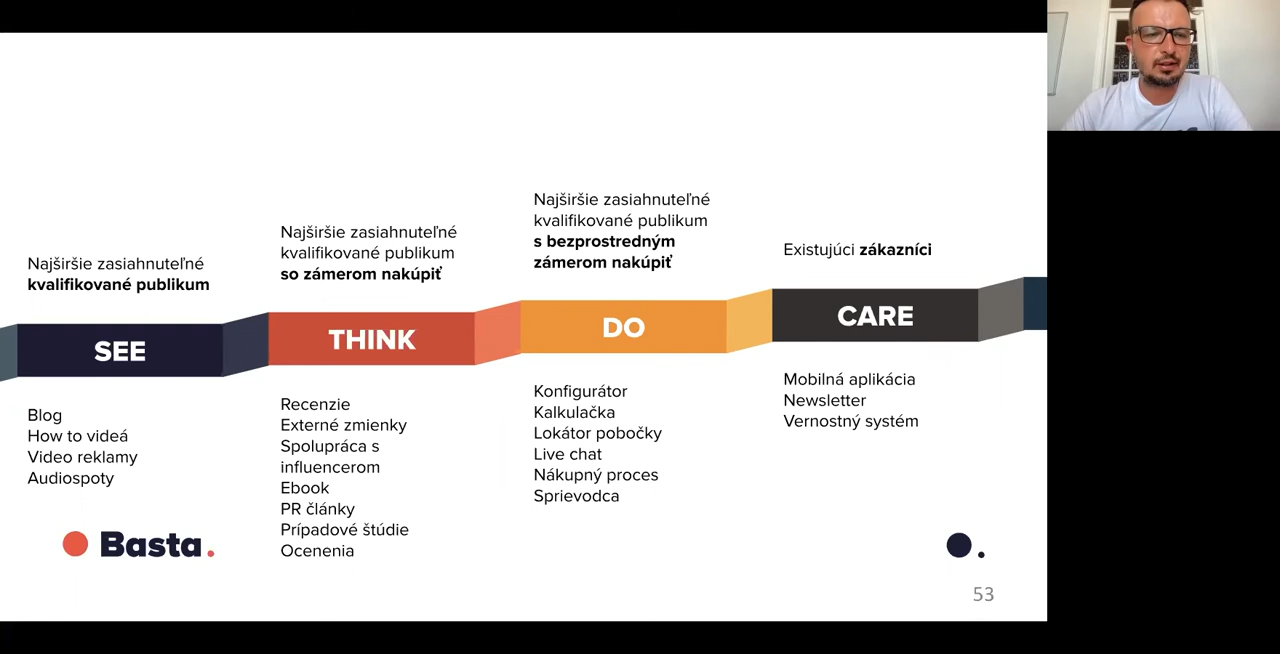 Najširšie zasiahnuteľné
kvalifikované publikum
SEE
Blog
How to videá
Video reklamy
Audiospoty
Najširšie zasiahnuteľné
kvalifikované publikum
so zámerom nakúpiť
THINK
Recenzie
Externé zmienky
Spolupráca s
influencerom
Ebook
PR články
Prípadové štúdie
Ocenenia
Najširšie zasiahnuteľné
kvalifikované publikum
s bezprostredným
zámerom nakúpiť
DO
Konfigurátor
Kalkulačka
Lokátor pobočky
Live chat
Nákupný proces
Sprievodca
Existujúci zákazníci
CARE
Mobilná aplikácia
Newsletter
Vernostný systém
Basta.
53